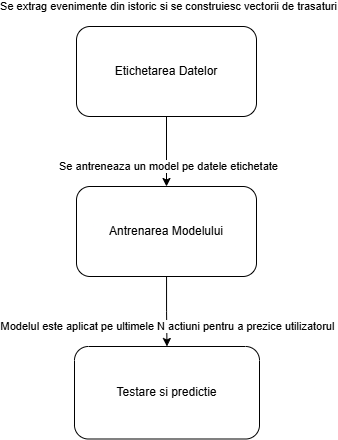 Se extrag evenimente din istoric si se construiesc vectorii de trasaturi
Etichetarea Datelor
Se antreneaza un model pe datele etichetate
Antrenarea Modelului
Modelul este aplicat pe ultimele N actiuni pentru a prezice utilizatorul
Testare si predictie